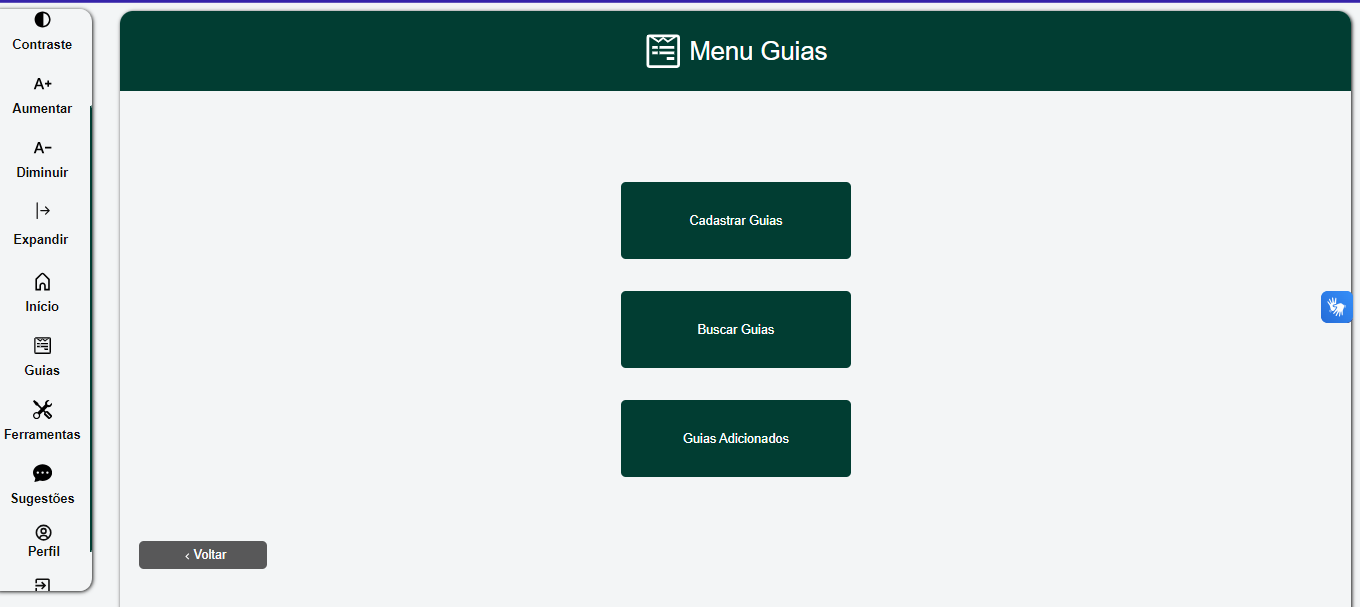 Contraste
A+
Aumentar
A-
Diminuir
Expandir
Início
Guias
Ferramentas
Sugestões
Perfil
Menu Guias
Cadastrar Guias
Buscar Guias
Guias Adicionados
‹ Voltar